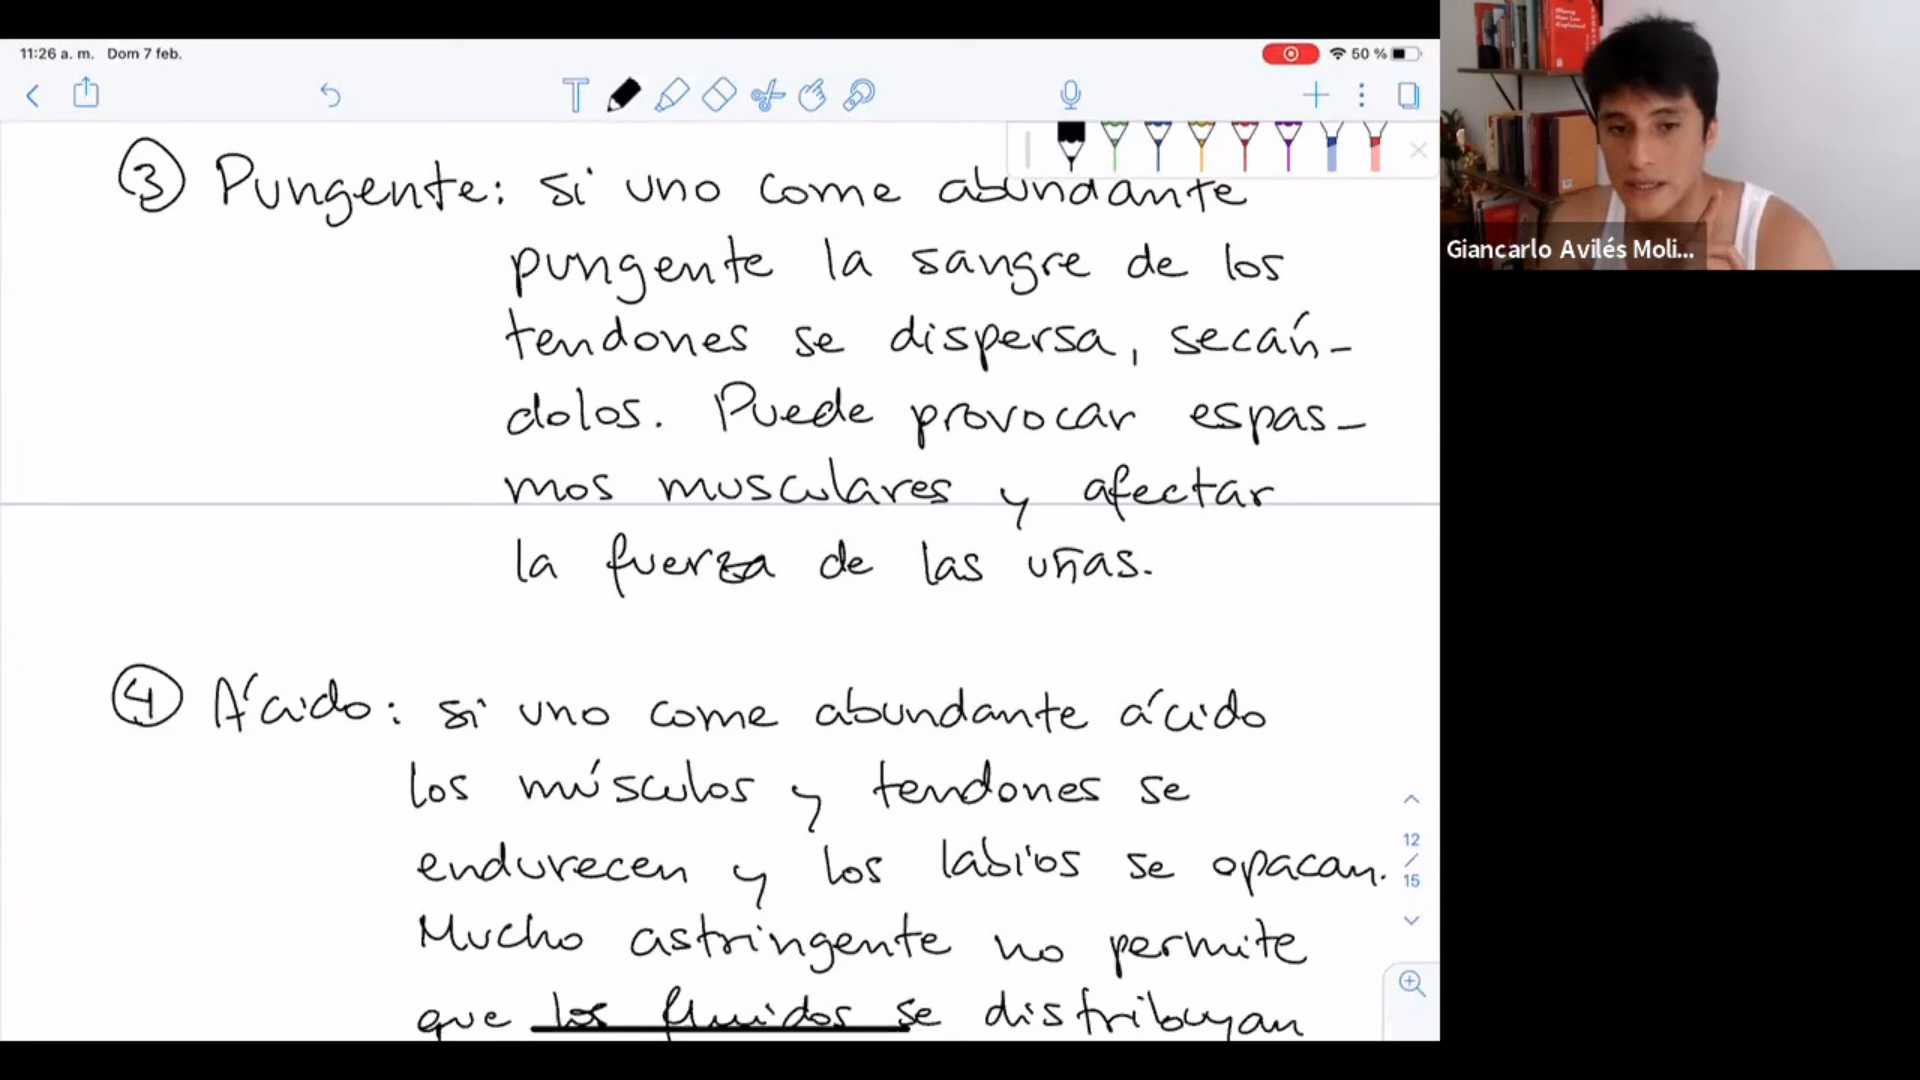 11:26 a. m. Dom 7 feb.
50 %
③ Pungente: si uno come abundante
pungente la sangre de los
tendones se dispersa, secán-
dolos. Puede provocar espas-
mos musculares y afectar
la fuerza de las uñas.
④ Ácido: si uno come abundante ácido
los músculos y tendones se
endurecen y los labios se opacan.
Mucho astringente no permite
que los fluidos se distribuyan
12
/
15
Giancarlo Avilés Moli...